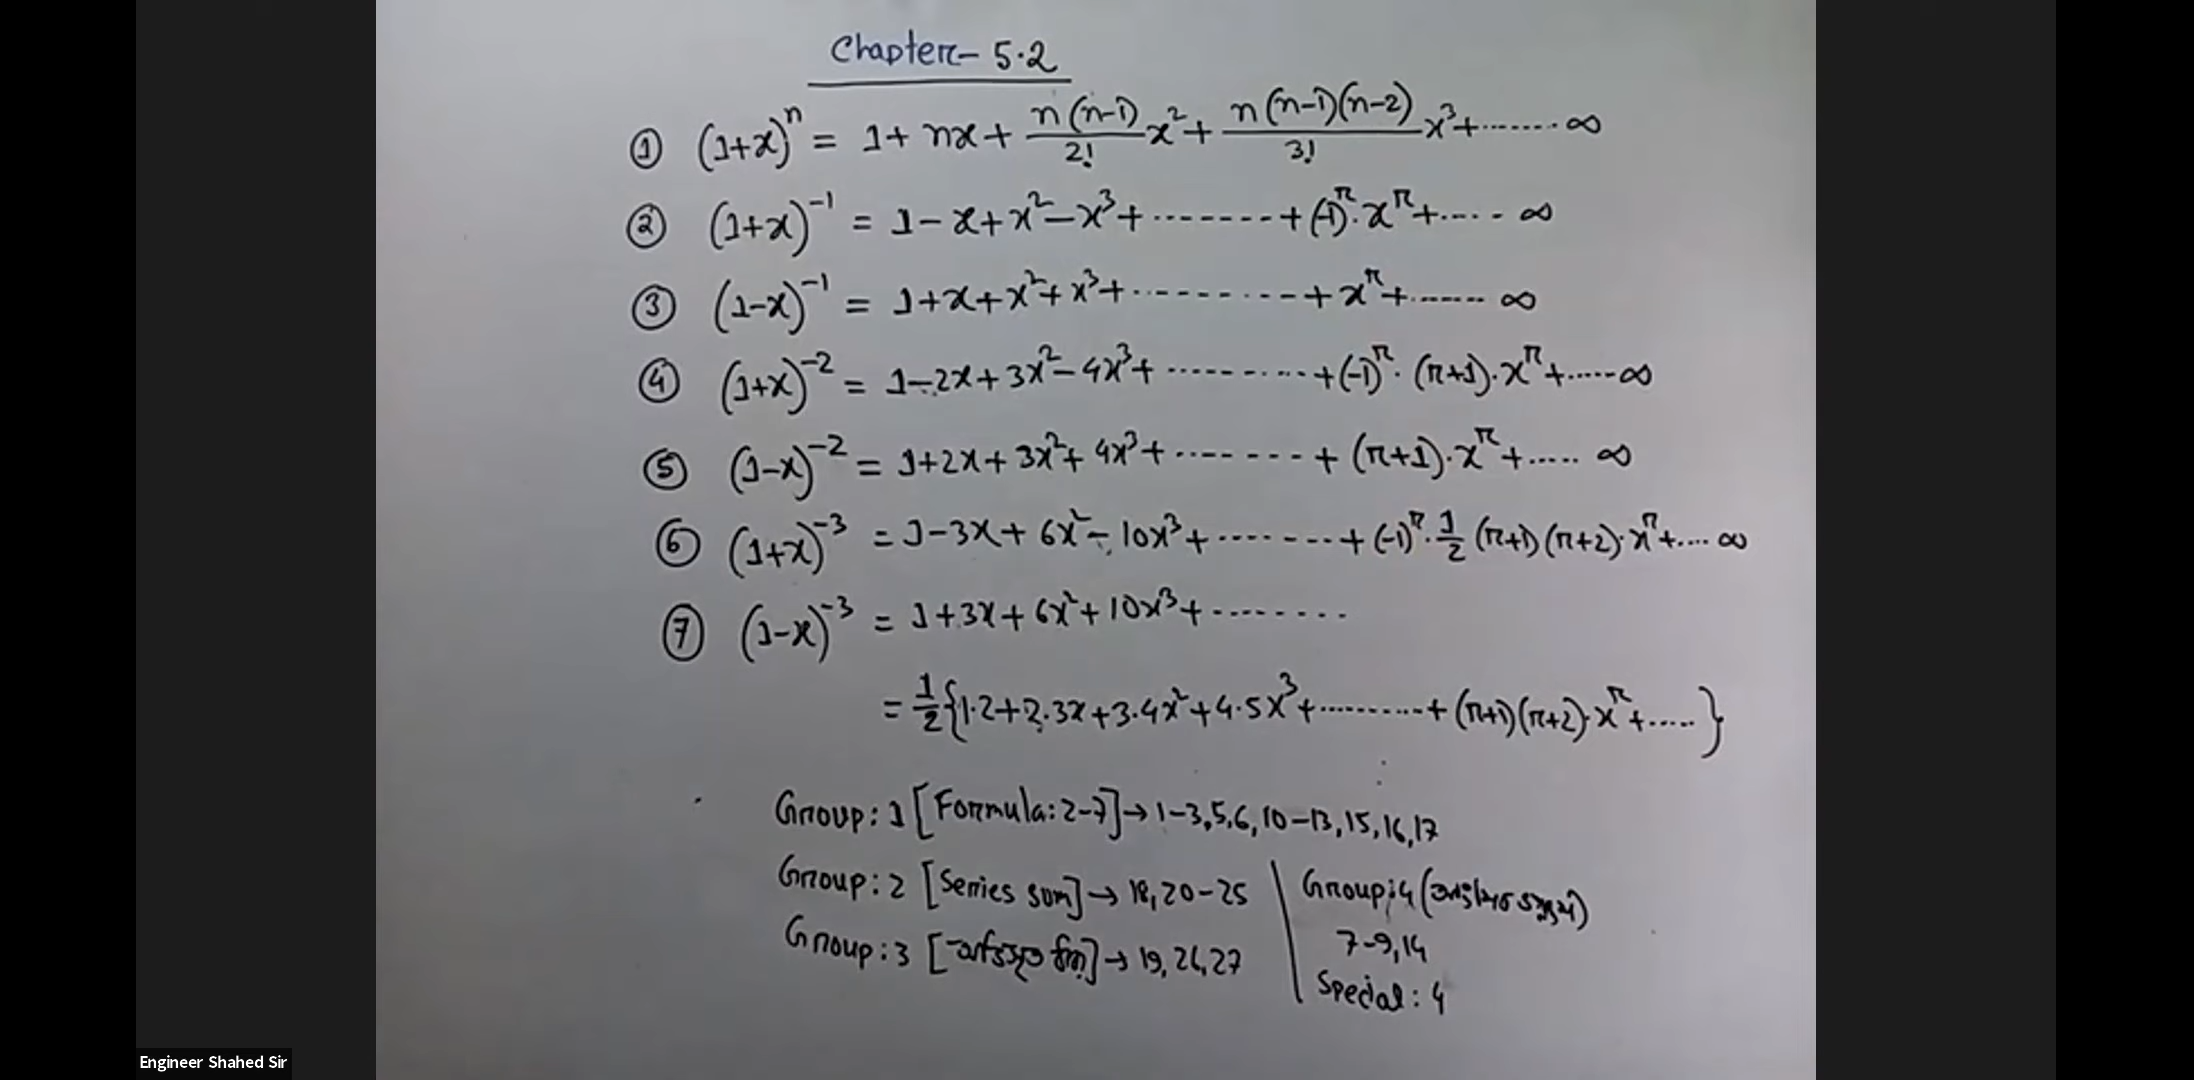 Chapter- 5.2
① (1+x)^n = 1+ nx + n(n-1)/2! x^2 + n(n-1)(n-2)/3! x^3+........ ∞
② (1+x)^-1 = 1-x+x^2-x^3+ ........ + (-1)^r. x^r+..... ∞
③ (1-x)^-1 = 1+x+x^2+x^3+ .......... + x^r+....... ∞
④ (1+x)^-2 = 1-2x+3x^2-4x^3+ .......... +(-1)^r. (r+1).x^r+.....∞
⑤ (1-x)^-2 = 1+2x+3x^2+4x^3+ ........ + (r+1).x^r+..... ∞
⑥ (1+x)^-3 = 1-3x+6x^2-10x^3+ ........ + (-1)^r. 1/2 (r+1)(r+2).x^r+.... ∞
⑦ (1-x)^-3 = 1+3x+6x^2+10x^3+ ........
= 1/2 {1.2+2.3x+3.4x^2+4.5x^3+ .......... + (r+1)(r+2).x^r+..... }
Group: 1 [Formula: 2-7] → 1-3,5,6,10-13,15,16,17
Group: 2 [Series sum] → 18,20-25
Group: 3 → 19,26,27
Group: 4
7-9,14
Special: 4
Engineer Shahed Sir